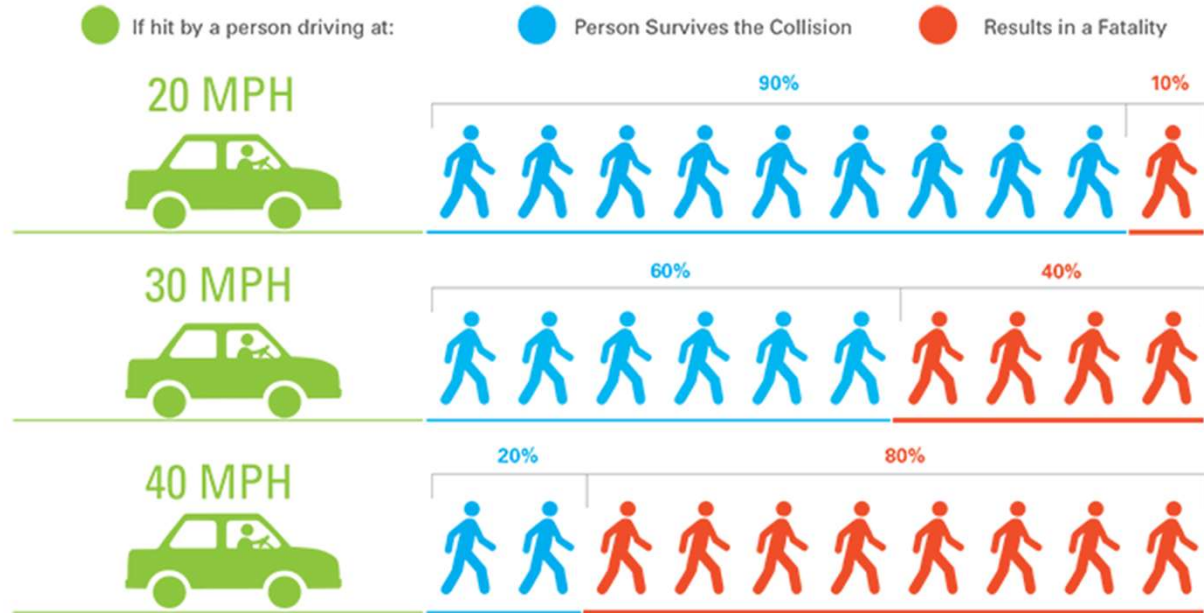 If hit by a person driving at:
Person Survives the Collision
Results in a Fatality
20 MPH
90%
10%
30 MPH
60%
40%
40 MPH
20%
80%